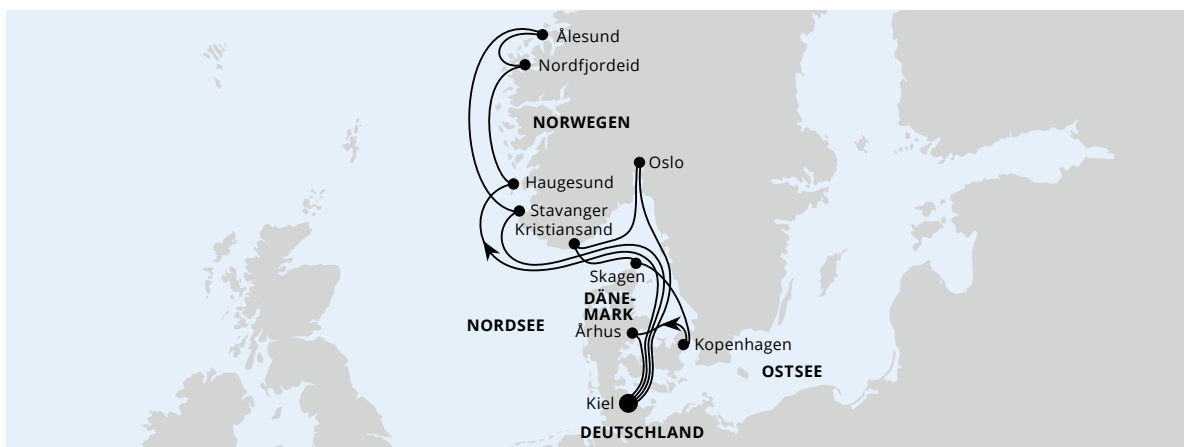 Ålesund
Nordfjordeid
NORWEGEN
Oslo
Haugesund
Stavanger
Kristiansand
Skagen
DÄNE-
MARK
NORDSEE
Århus
Kopenhagen
OSTSEE
Kiel
DEUTSCHLAND